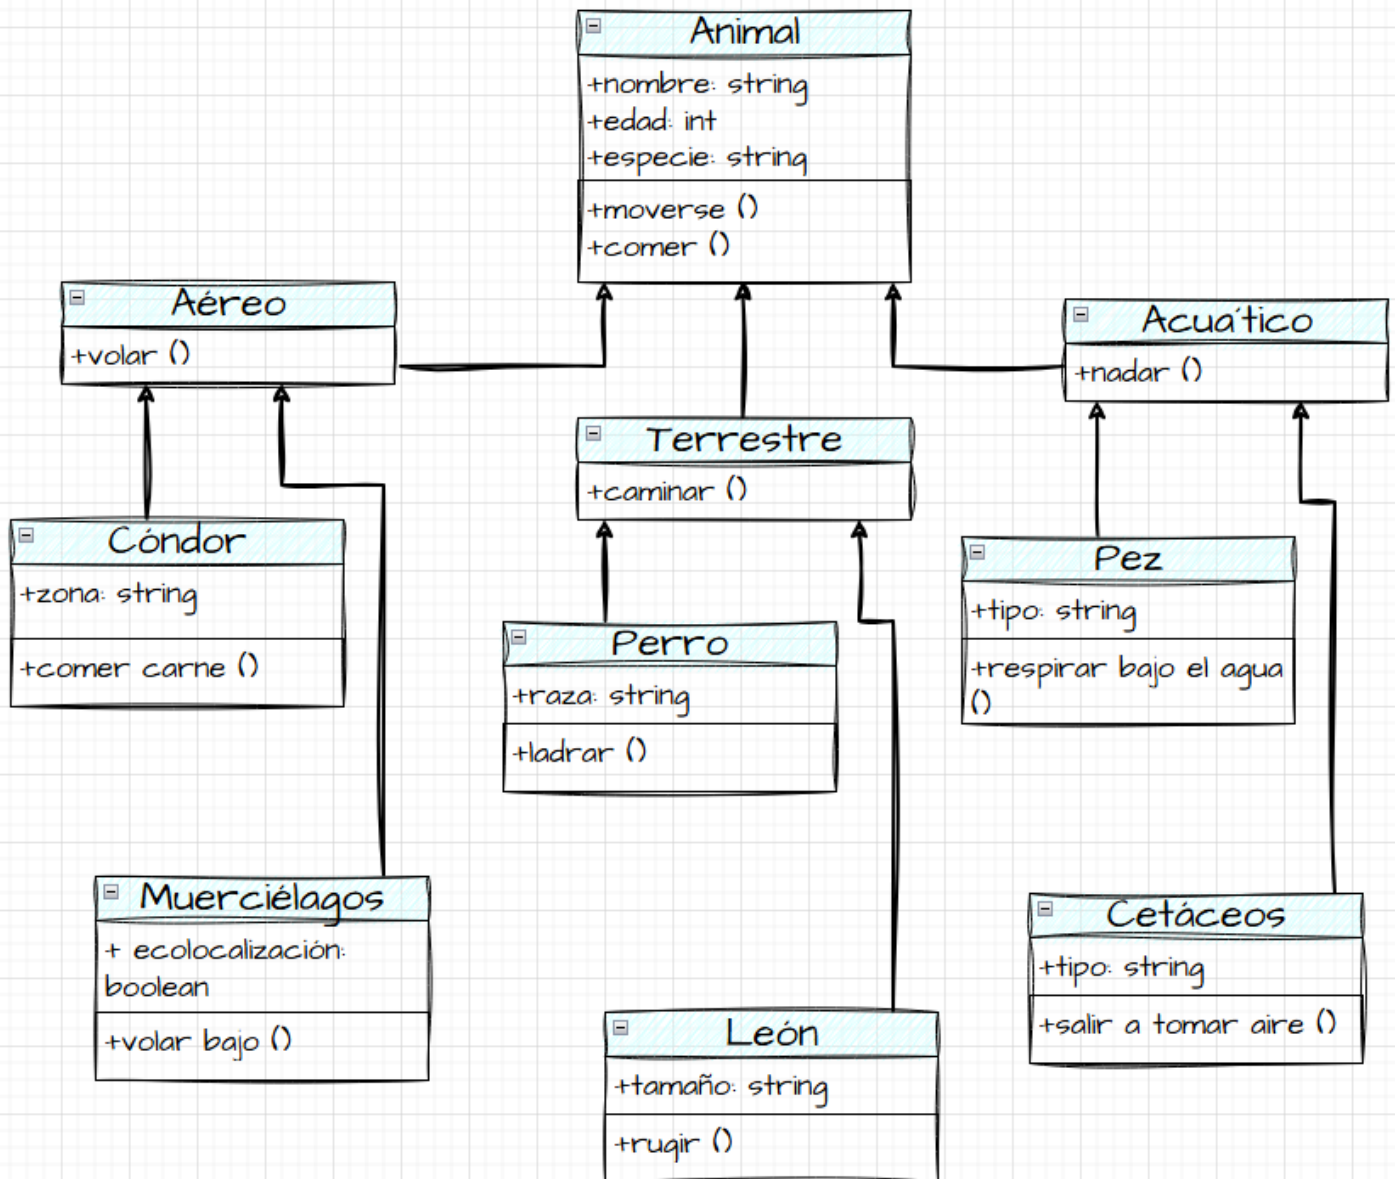 Animal
+nombre: string
+edad: int
+especie: string
+moverse ()
+comer ()
Aéreo
+volar ()
Acuático
+nadar ()
Terrestre
+caminar ()
Cóndor
+zona: string
+comer carne ()
Pez
+tipo: string
+respirar bajo el agua
()
Perro
+raza: string
+ladrar ()
Muerciélagos
+ ecolocalización:
boolean
+volar bajo ()
Cetáceos
+tipo: string
+salir a tomar aire ()
León
+tamaño: string
+rugir ()